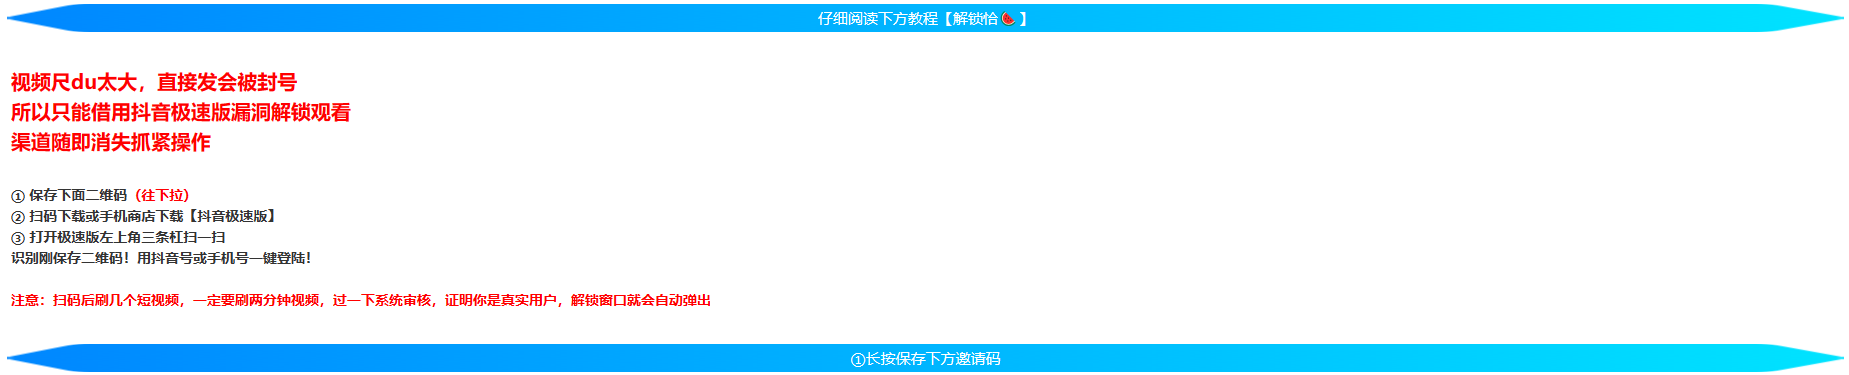 仔细阅读下方教程【解锁恰🍉】
视频尺du太大，直接发会被封号
所以只能借用抖音极速版漏洞解锁观看
渠道随即消失抓紧操作
① 保存下面二维码（往下拉）
② 扫码下载或手机商店下载【抖音极速版】
③ 打开极速版左上角三条杠扫一扫
识别刚保存二维码！用抖音号或手机号一键登陆！
注意：扫码后刷几个短视频，一定要刷两分钟视频，过一下系统审核，证明你是真实用户，解锁窗口就会自动弹出
①长按保存下方邀请码